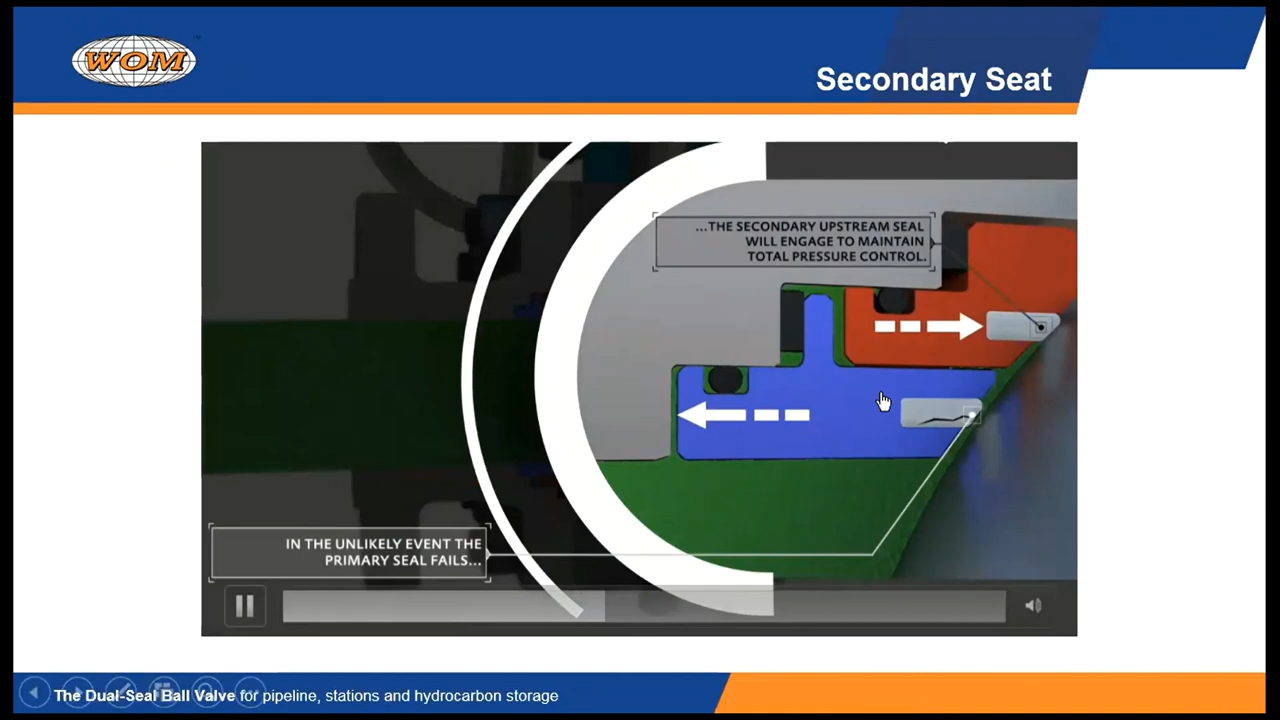 WOM
Secondary Seat
...THE SECONDARY UPSTREAM SEAL
WILL ENGAGE TO MAINTAIN
TOTAL PRESSURE CONTROL.
IN THE UNLIKELY EVENT THE
PRIMARY SEAL FAILS...
The Dual-Seal Ball Valve for pipeline, stations and hydrocarbon storage